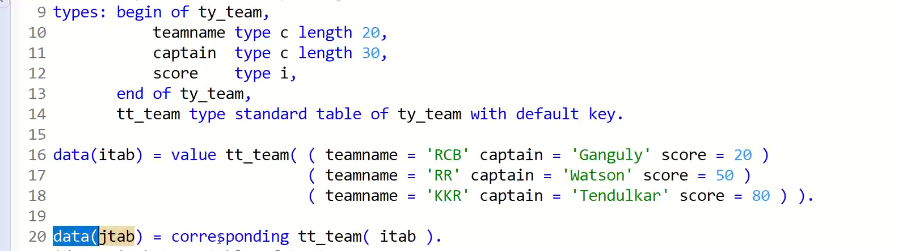 9 types: begin of ty_team,
10 teamname type c length 20,
11 captain type c length 30,
12 score type i,
13 end of ty_team,
14 tt_team type standard table of ty_team with default key.
15
16 data(itab) = value tt_team( ( teamname = 'RCB' captain = 'Ganguly' score = 20 )
17 ( teamname = 'RR' captain = 'Watson' score = 50 )
18 ( teamname = 'KKR' captain = 'Tendulkar' score = 80 ) ).
19
20 data(jtab) = corresponding tt_team( itab ).